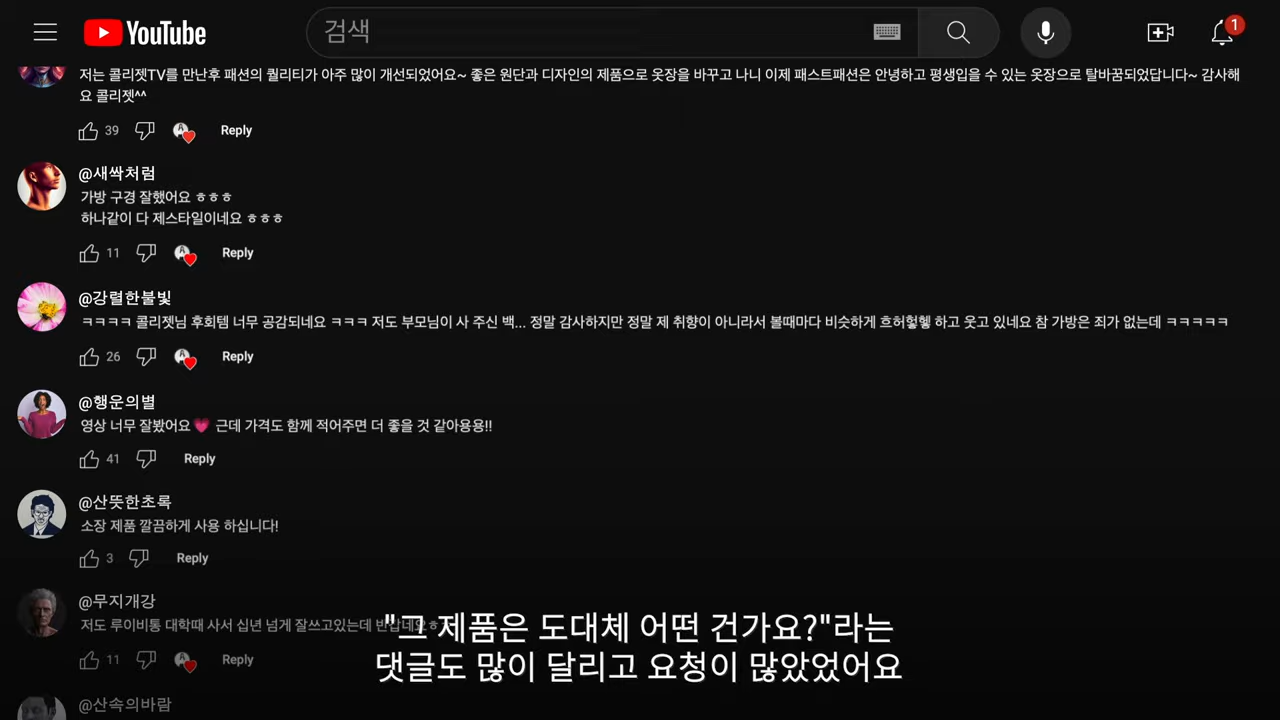 YouTube
검색
1
저는 콜리젯TV를 만난후 패션의 퀄리티가 아주 많이 개선되었어요~ 좋은 원단과 디자인의 제품으로 옷장을 바꾸고 나니 이제 패스트패션은 안녕하고 평생입을 수 있는 옷장으로 탈바꿈되었답니다~ 감사해
요 콜리젯^^
39 Reply
@새싹처럼
가방 구경 잘했어요 ㅎㅎㅎ
하나같이 다 제스타일이네요 ㅎㅎㅎ
11 Reply
@강렬한불빛
ㅋㅋㅋㅋ 콜리젯님 후회템 너무 공감되네요 ㅋㅋㅋ 저도 부모님이 사 주신 백... 정말 감사하지만 정말 제 취향이 아니라서 볼때마다 비슷하게 흐허헣헿 하고 웃고 있네요 참 가방은 죄가 없는데 ㅋㅋㅋㅋㅋ
26 Reply
@행운의별
영상 너무 잘봤어요💗 근데 가격도 함께 적어주면 더 좋을 것 같아용용!!
41 Reply
@산뜻한초록
소장 제품 깔끔하게 사용 하십니다!
3 Reply
@무지개강
저도 루이비통 대학때 사서 십년 넘게 잘쓰고있는데 반갑네요ㅎ
11 Reply
@산속의바람
"그 제품은 도대체 어떤 건가요?"라는
댓글도 많이 달리고 요청이 많았었어요